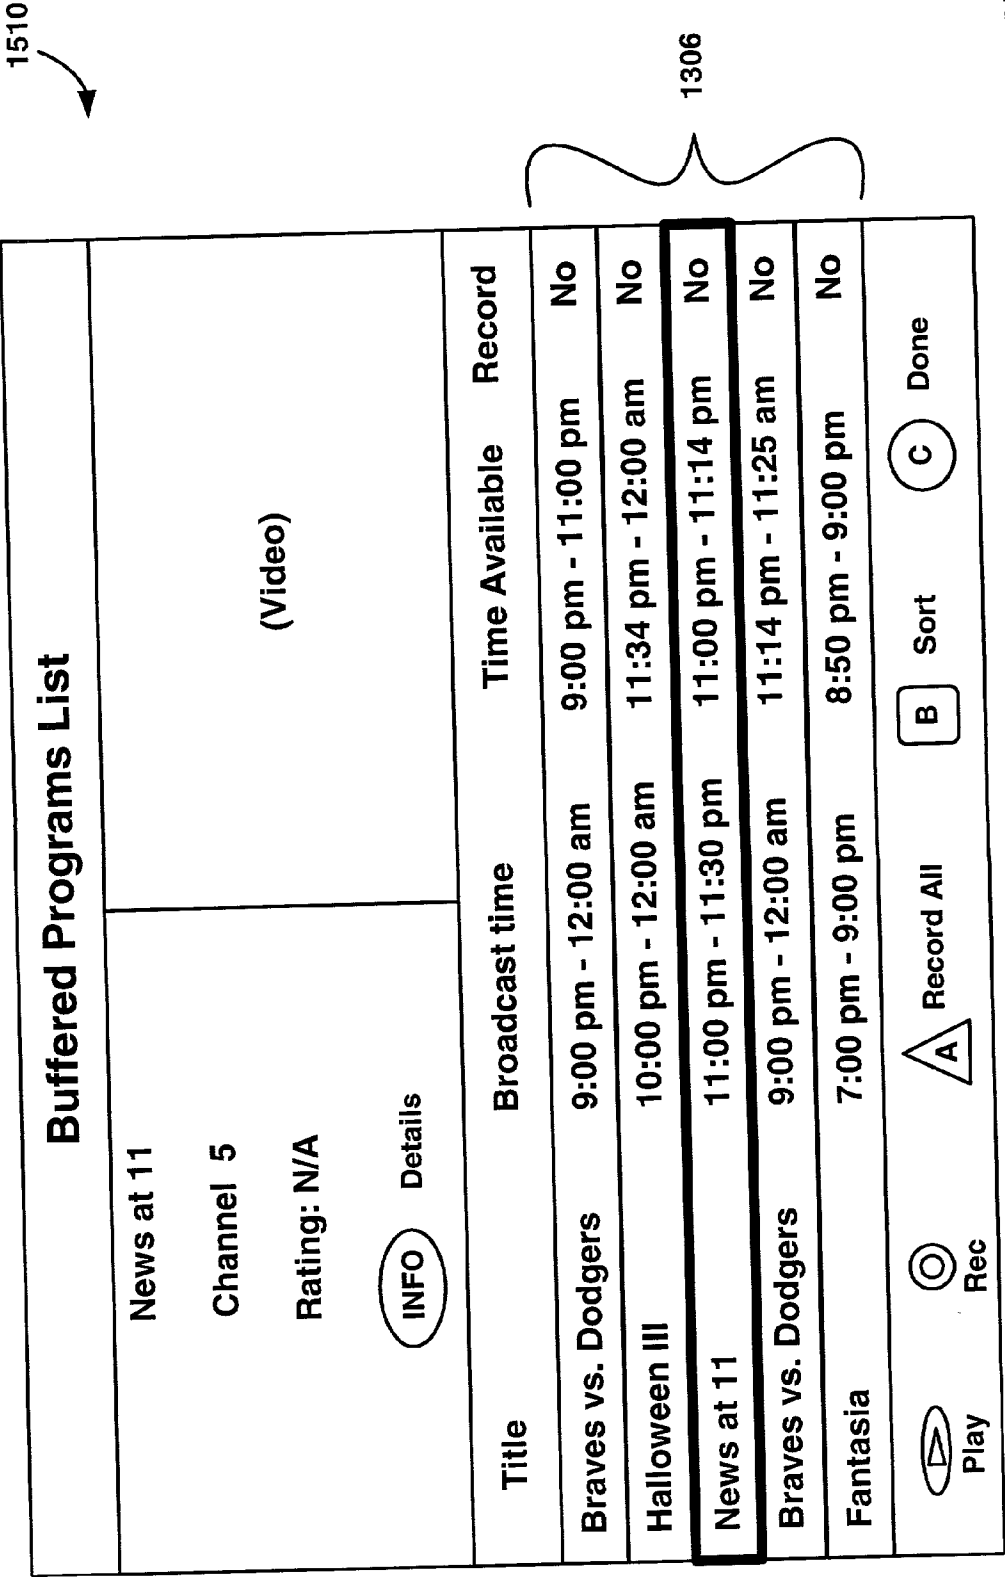 1510
Buffered Programs List
News at 11
Channel 5
Rating: N/A
INFO Details
(Video)
Title Broadcast time Time Available Record
Braves vs. Dodgers 9:00 pm - 12:00 am 9:00 pm - 11:00 pm No
Halloween III 10:00 pm - 12:00 am 11:34 pm - 12:00 am No
News at 11 11:00 pm - 11:30 pm 11:00 pm - 11:14 pm No
Braves vs. Dodgers 9:00 pm - 12:00 am 11:14 pm - 11:25 am No
Fantasia 7:00 pm - 9:00 pm 8:50 pm - 9:00 pm No
1306
Play Rec A Record All B Sort C Done